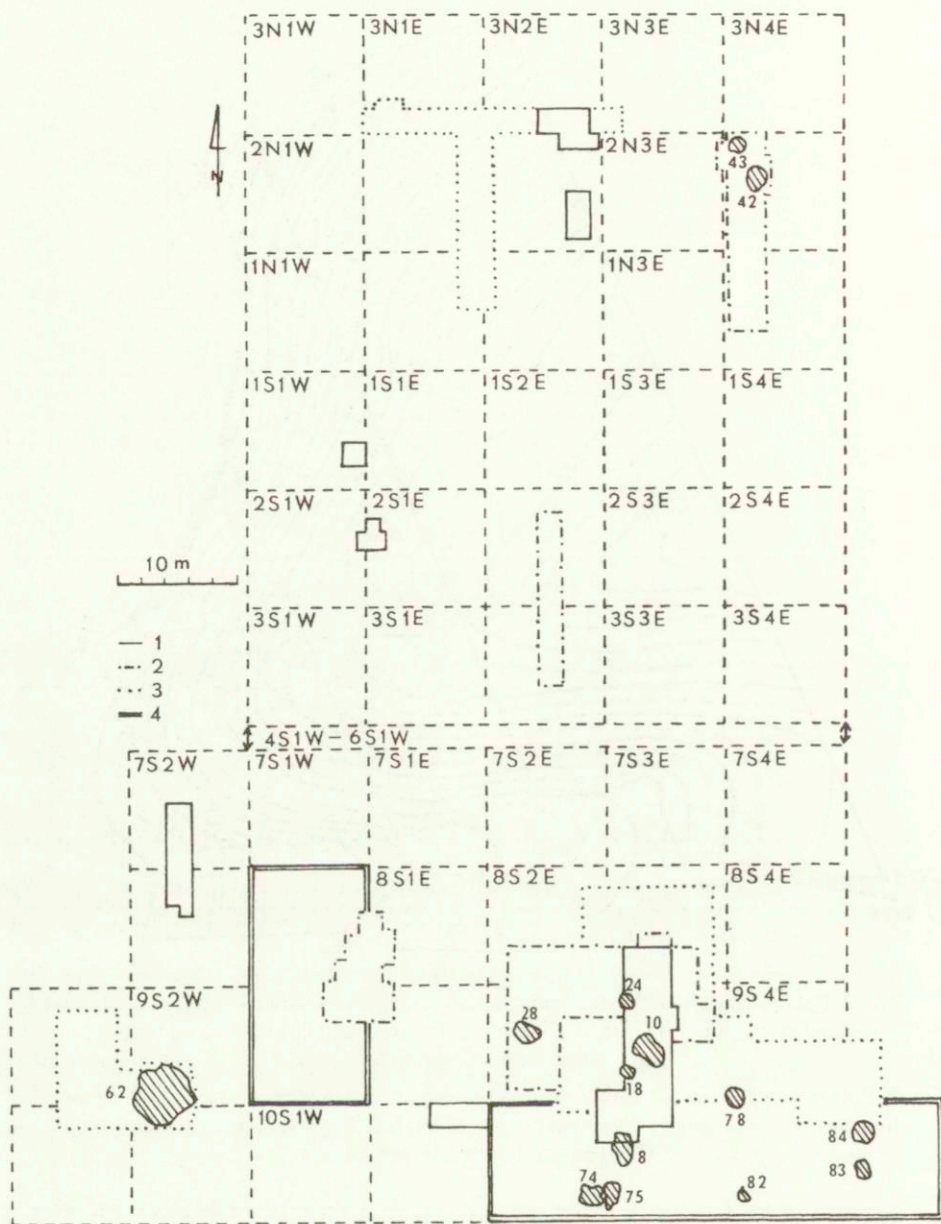 3N1W 3N1E 3N2E 3N3E 3N4E
N
2N1W 2N3E
43
42
1N1W 1N3E
1S1W 1S1E 1S2E 1S3E 1S4E
2S1W 2S1E 2S3E 2S4E
10 m
3S1W 3S1E 3S3E 3S4E
1
2
3
4
4S1W – 6S1W
7S2W 7S1W 7S1E 7S2E 7S3E 7S4E
8S1E 8S2E 8S4E
9S2W 24 9S4E
28 10
62 18
10S1W 78
84
8 83
74 75 82